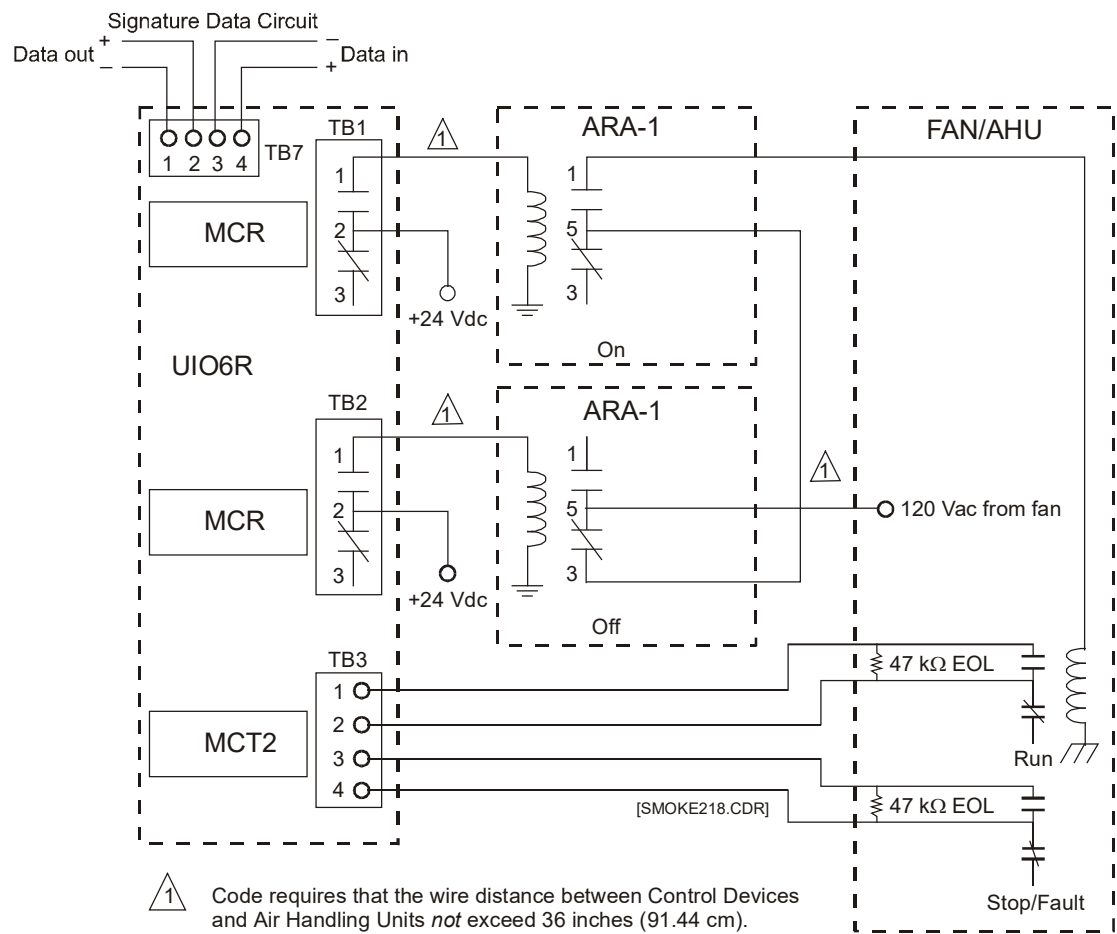 Signature Data Circuit
+
–
Data out
Data in
–
+
1 2 3 4
TB7
TB1
1
2
3
MCR
+24 Vdc
1
ARA-1
1
5
3
On
FAN/AHU
UIO6R
TB2
1
2
3
MCR
+24 Vdc
1
ARA-1
1
5
3
Off
1
120 Vac from fan
TB3
1
2
3
4
MCT2
47 kΩ EOL
Run
47 kΩ EOL
Stop/Fault
[SMOKE218.CDR]
1
Code requires that the wire distance between Control Devices
and Air Handling Units not exceed 36 inches (91.44 cm).